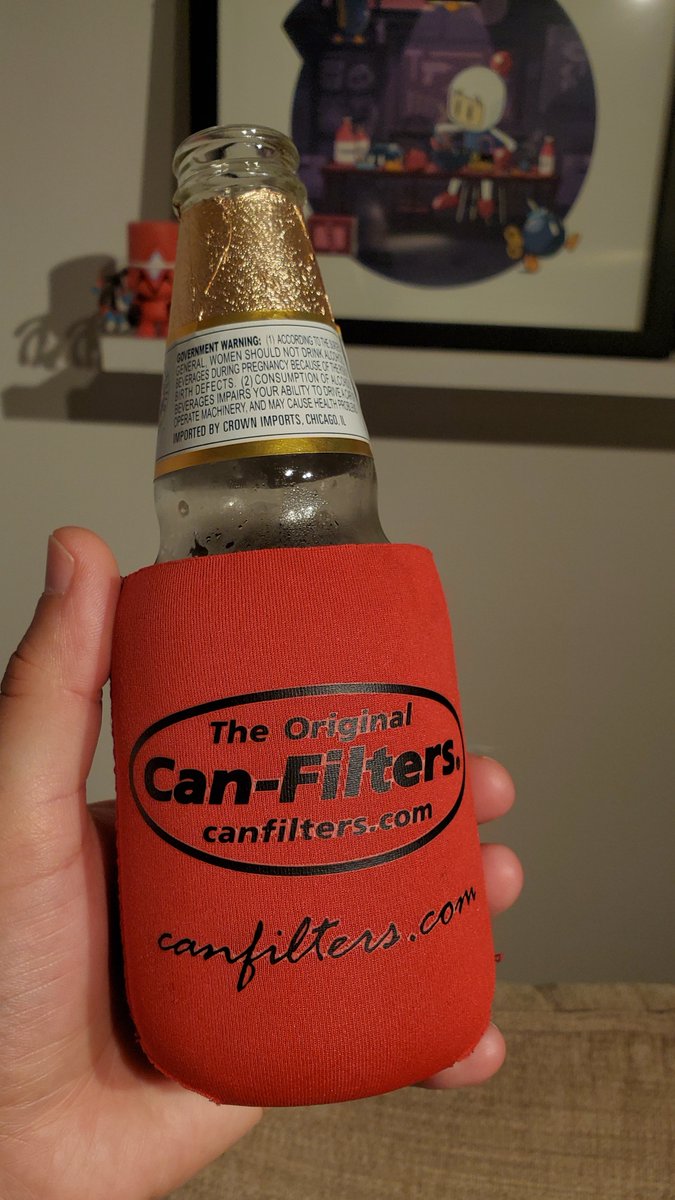 GOVERNMENT WARNING: (1) ACCORDING TO THE
GENERAL, WOMEN SHOULD NOT DRINK
BEVERAGES DURING PREGNANCY BECAUSE OF THE
BIRTH DEFECTS. (2) CONSUMPTION OF
BEVERAGES IMPAIRS YOUR ABILITY TO DRIVE A
OPERATE MACHINERY, AND MAY CAUSE HEALTH
IMPORTED BY CROWN IMPORTS, CHICAGO, IL
The Original
Can-Filters.
canfilters.com
canfilters.com